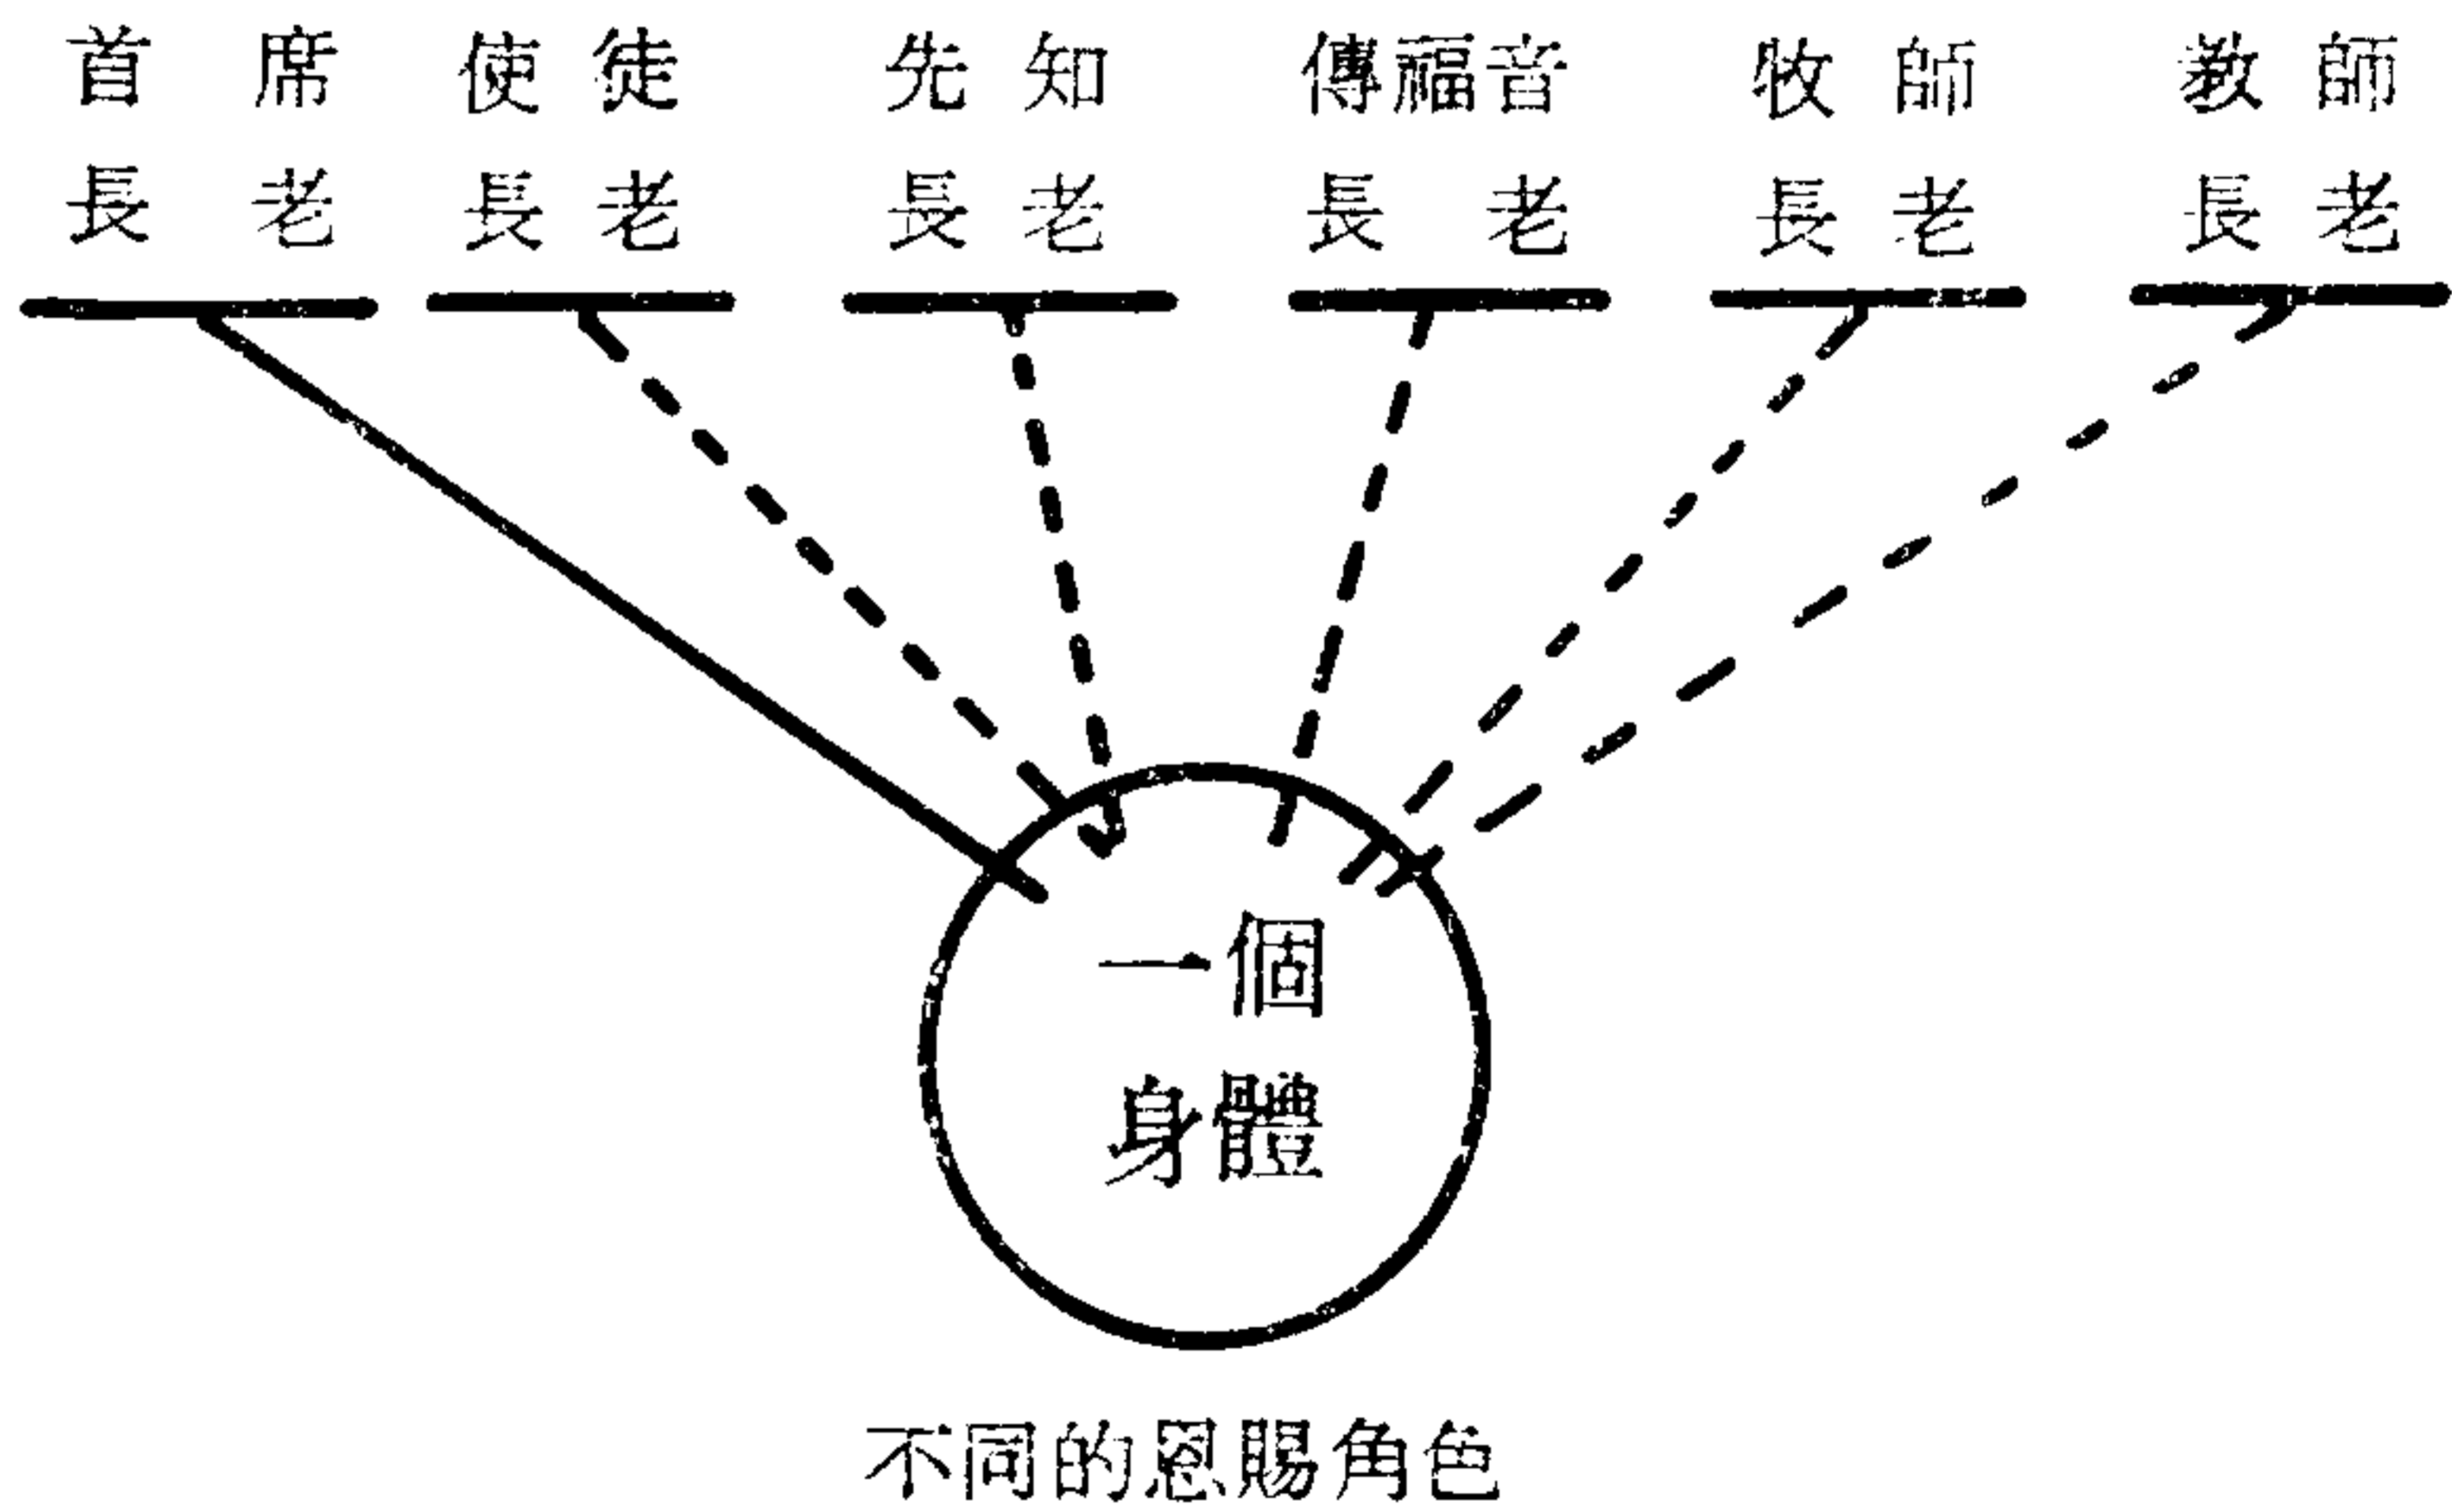 首席 使徒 先知 傳福音 牧師 教師
長老 長老 長老 長老 長老 長老
一個
身體
不同的恩賜角色